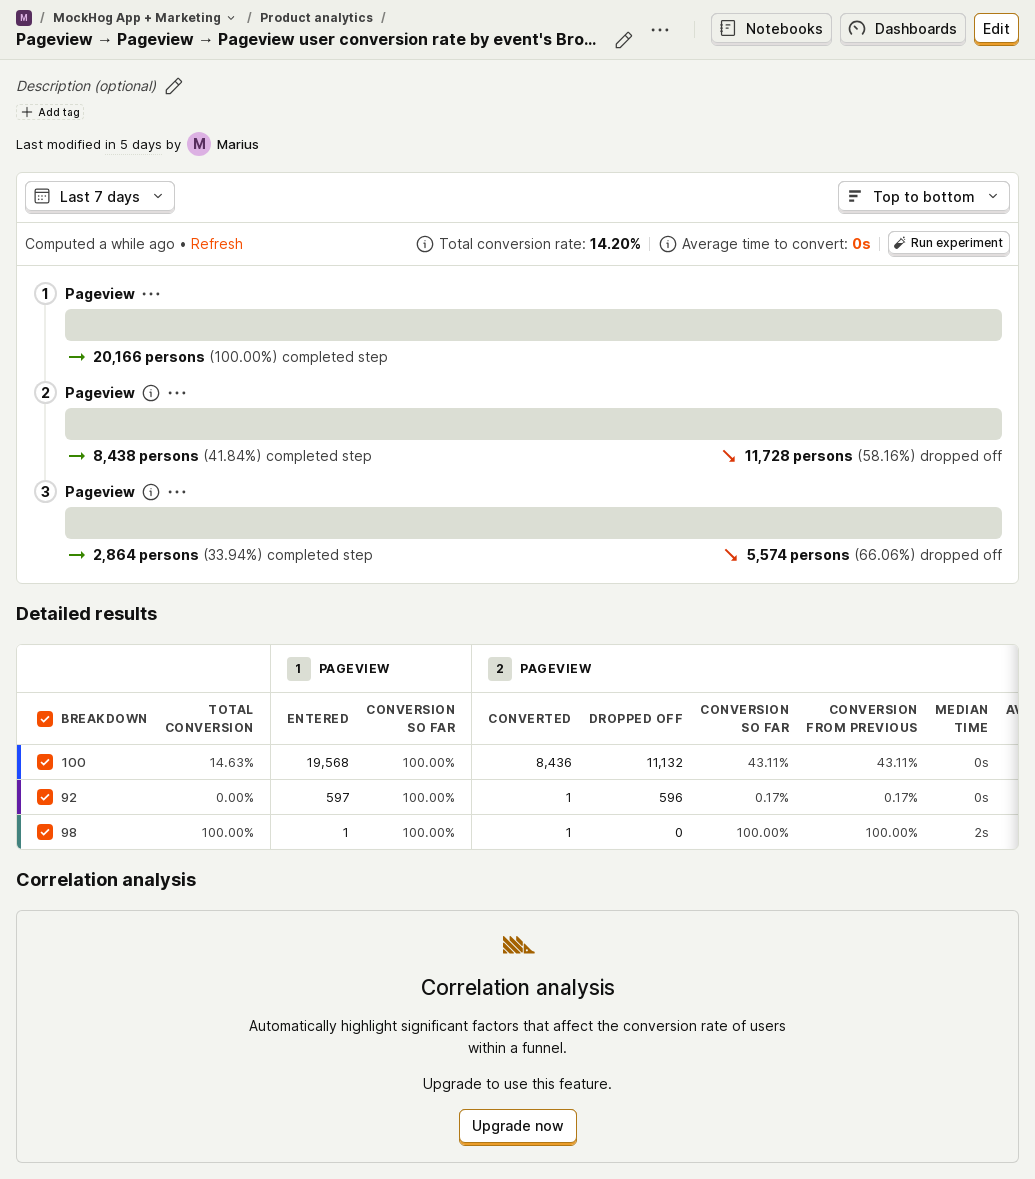 M / MockHog App + Marketing / Product analytics /
Pageview → Pageview → Pageview user conversion rate by event's Bro...
Notebooks
Dashboards
Edit
Description (optional)
Add tag
Last modified in 5 days by M Marius
Last 7 days
Top to bottom
Computed a while ago • Refresh
Total conversion rate: 14.20%
Average time to convert: 0s
Run experiment
1 Pageview
20,166 persons (100.00%) completed step
2 Pageview
8,438 persons (41.84%) completed step
11,728 persons (58.16%) dropped off
3 Pageview
2,864 persons (33.94%) completed step
5,574 persons (66.06%) dropped off
Detailed results
1 PAGEVIEW
2 PAGEVIEW
BREAKDOWN
TOTAL
CONVERSION
ENTERED
CONVERSION
SO FAR
CONVERTED
DROPPED OFF
CONVERSION
SO FAR
CONVERSION
FROM PREVIOUS
MEDIAN
TIME
100 14.63% 19,568 100.00% 8,436 11,132 43.11% 43.11% 0s
92 0.00% 597 100.00% 1 596 0.17% 0.17% 0s
98 100.00% 1 100.00% 1 0 100.00% 100.00% 2s
Correlation analysis
Correlation analysis
Automatically highlight significant factors that affect the conversion rate of users
within a funnel.
Upgrade to use this feature.
Upgrade now